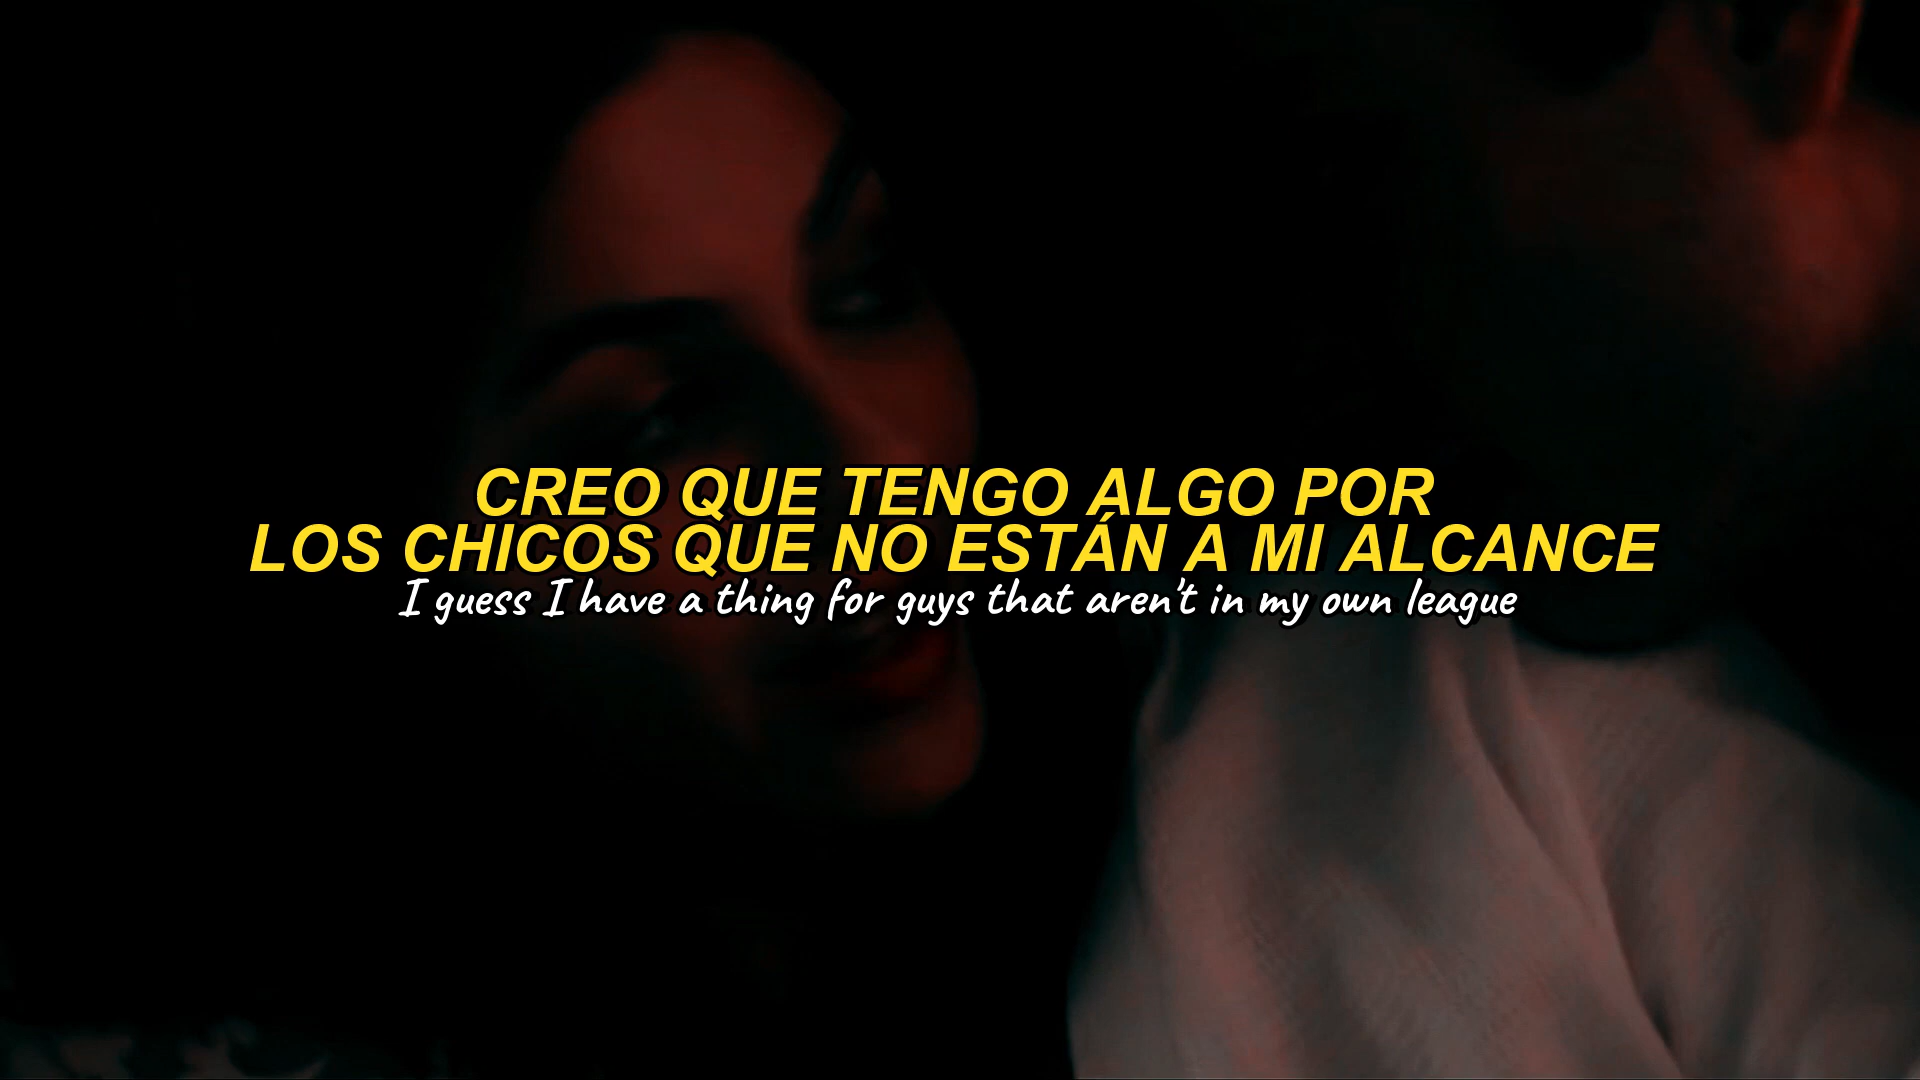 CREO QUE TENGO ALGO POR
LOS CHICOS QUE NO ESTÁN A MI ALCANCE
I guess I have a thing for guys that aren't in my own league